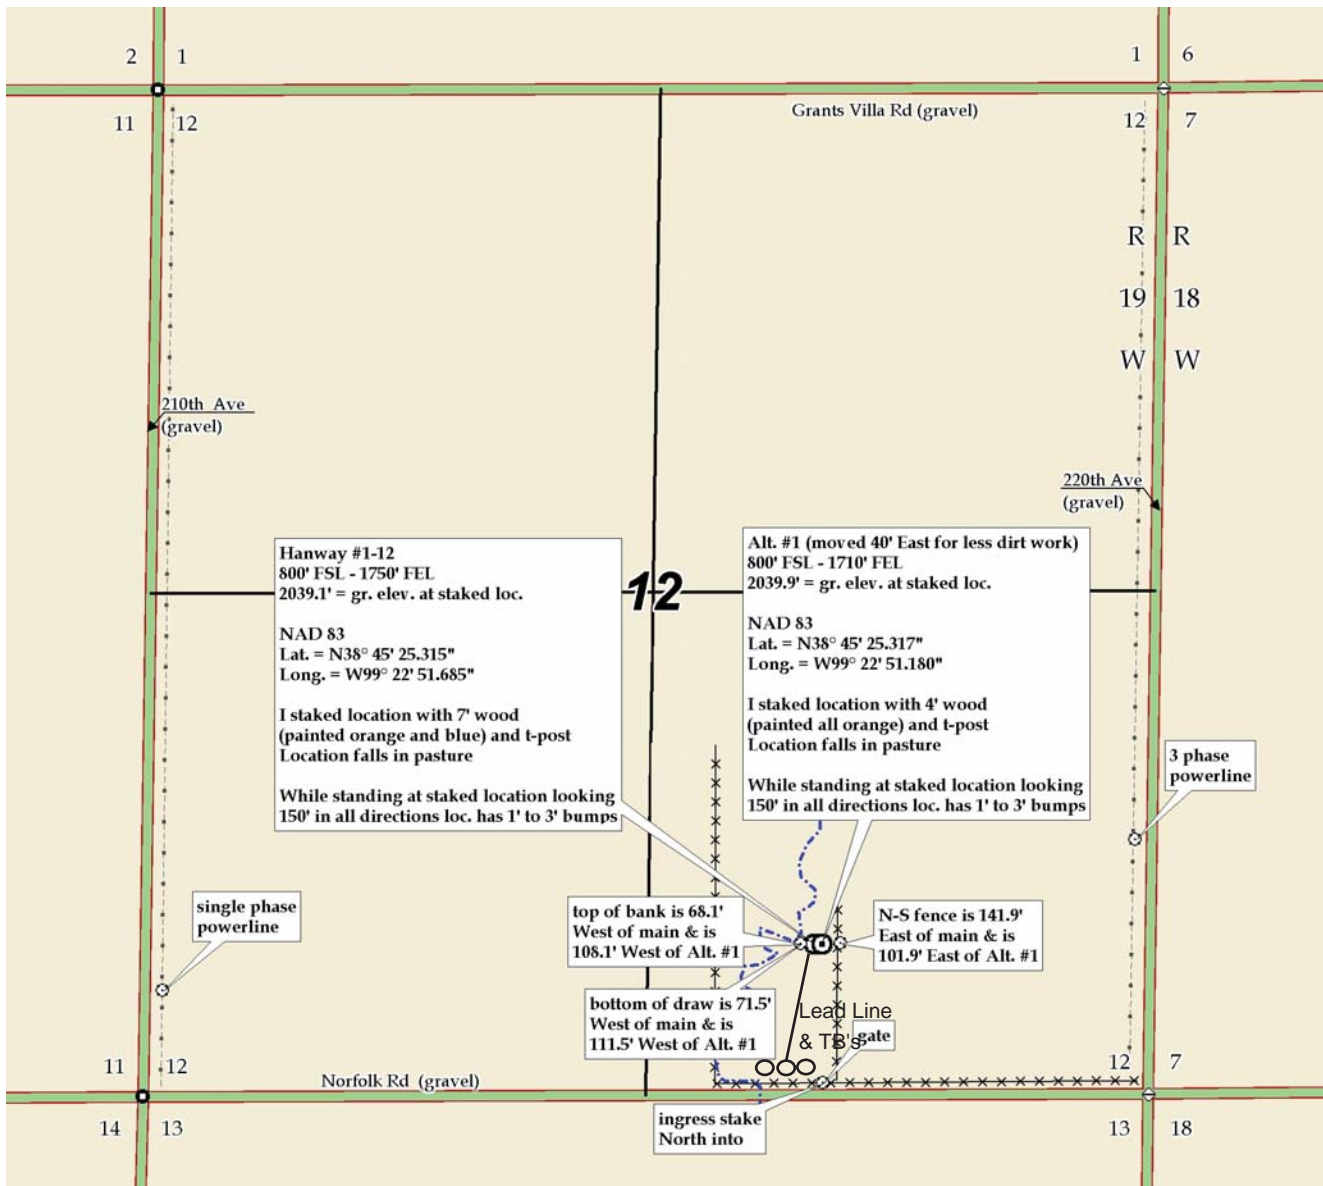 2 1
1 6
Grants Villa Rd (gravel)
11 12
12 7
R R
19 18
W W
210th Ave
(gravel)
220th Ave
(gravel)
Hanway #1-12
800' FSL - 1750' FEL
2039.1' = gr. elev. at staked loc.
NAD 83
Lat. = N38° 45' 25.315"
Long. = W99° 22' 51.685"
I staked location with 7' wood
(painted orange and blue) and t-post
Location falls in pasture
While standing at staked location looking
150' in all directions loc. has 1' to 3' bumps
12
Alt. #1 (moved 40' East for less dirt work)
800' FSL - 1710' FEL
2039.9' = gr. elev. at staked loc.
NAD 83
Lat. = N38° 45' 25.317"
Long. = W99° 22' 51.180"
I staked location with 4' wood
(painted all orange) and t-post
Location falls in pasture
While standing at staked location looking
150' in all directions loc. has 1' to 3' bumps
3 phase
powerline
single phase
powerline
top of bank is 68.1'
West of main & is
108.1' West of Alt. #1
N-S fence is 141.9'
East of main & is
101.9' East of Alt. #1
bottom of draw is 71.5'
West of main & is
111.5' West of Alt. #1
Lead Line
& TB's
gate
11 12
12 7
Norfolk Rd (gravel)
ingress stake
North into
14 13
13 18